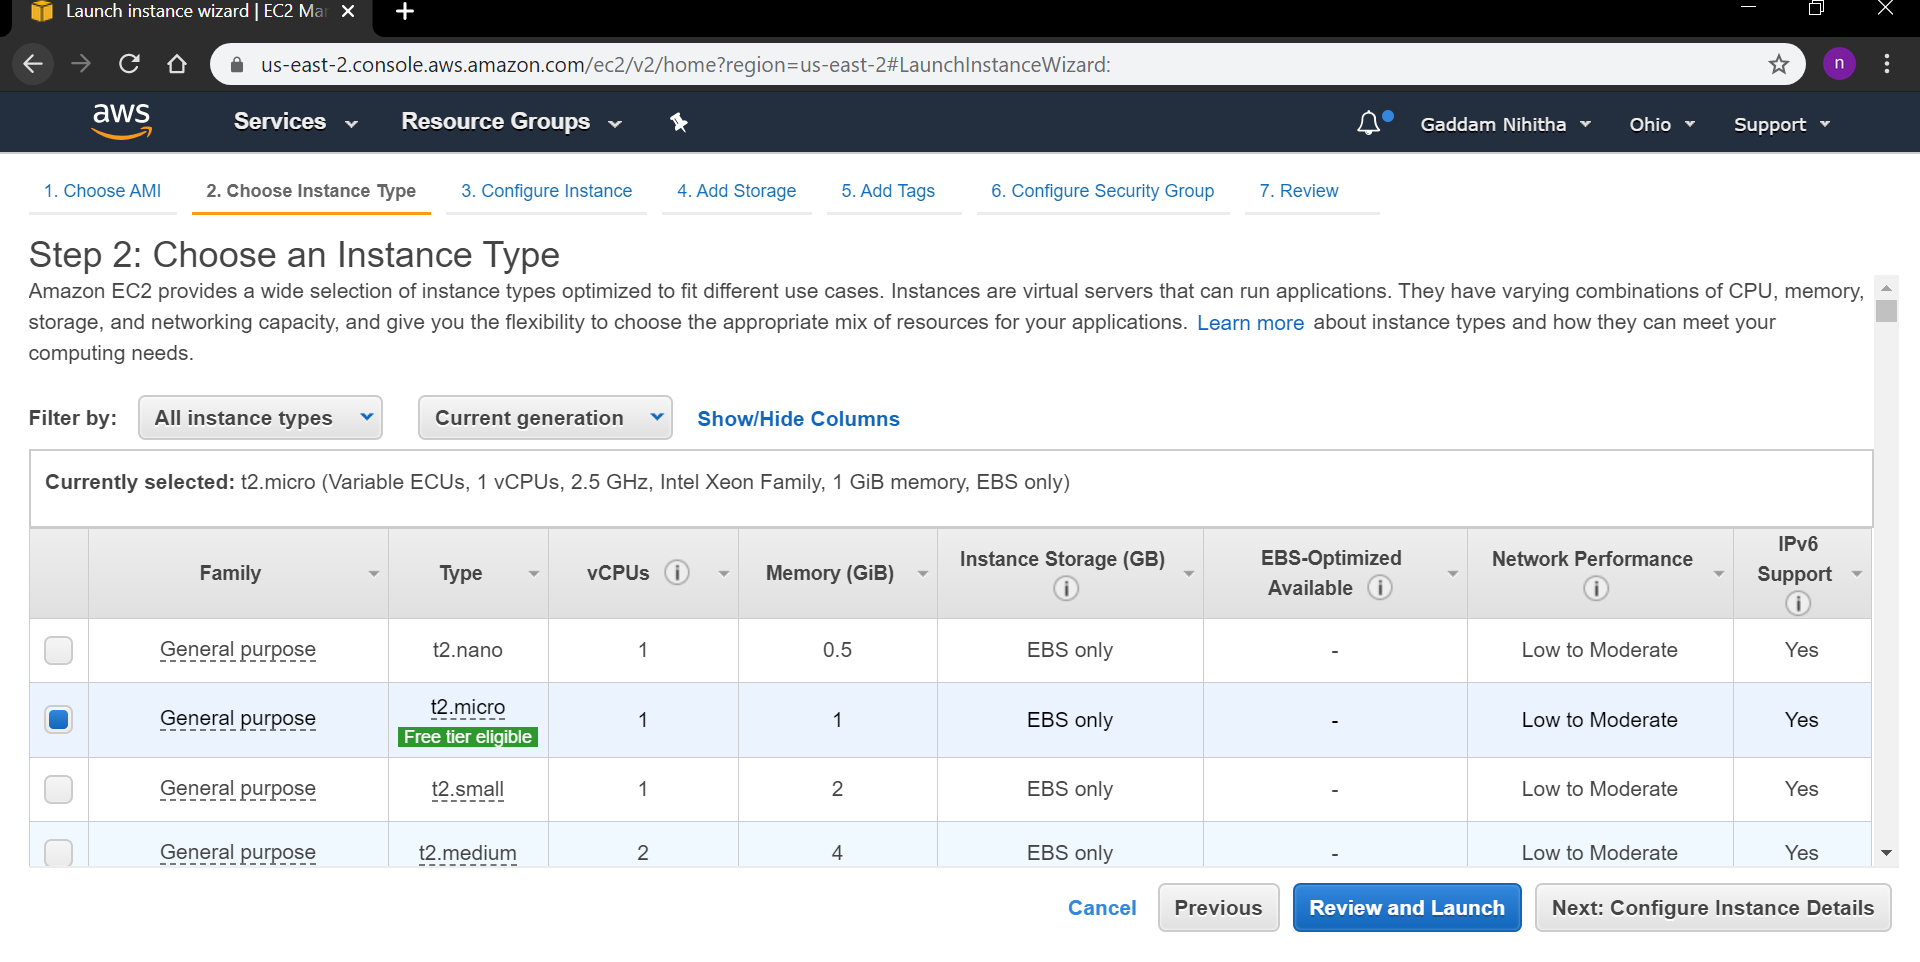 Launch instance wizard | EC2 Mar
us-east-2.console.aws.amazon.com/ec2/v2/home?region=us-east-2#LaunchInstanceWizard:
n
aws
Services
Resource Groups
Gaddam Nihitha
Ohio
Support
1. Choose AMI
2. Choose Instance Type
3. Configure Instance
4. Add Storage
5. Add Tags
6. Configure Security Group
7. Review
Step 2: Choose an Instance Type
Amazon EC2 provides a wide selection of instance types optimized to fit different use cases. Instances are virtual servers that can run applications. They have varying combinations of CPU, memory,
storage, and networking capacity, and give you the flexibility to choose the appropriate mix of resources for your applications. Learn more about instance types and how they can meet your
computing needs.
Filter by: All instance types Current generation Show/Hide Columns
Currently selected: t2.micro (Variable ECUs, 1 vCPUs, 2.5 GHz, Intel Xeon Family, 1 GiB memory, EBS only)
Family
Type
vCPUs i
Memory (GiB)
Instance Storage (GB)
i
EBS-Optimized
Available i
Network Performance
i
IPv6
Support
i
General purpose t2.nano 1 0.5 EBS only - Low to Moderate Yes
General purpose t2.micro 1 1 EBS only - Low to Moderate Yes
Free tier eligible
General purpose t2.small 1 2 EBS only - Low to Moderate Yes
General purpose t2.medium 2 4 EBS only - Low to Moderate Yes
Cancel Previous Review and Launch Next: Configure Instance Details